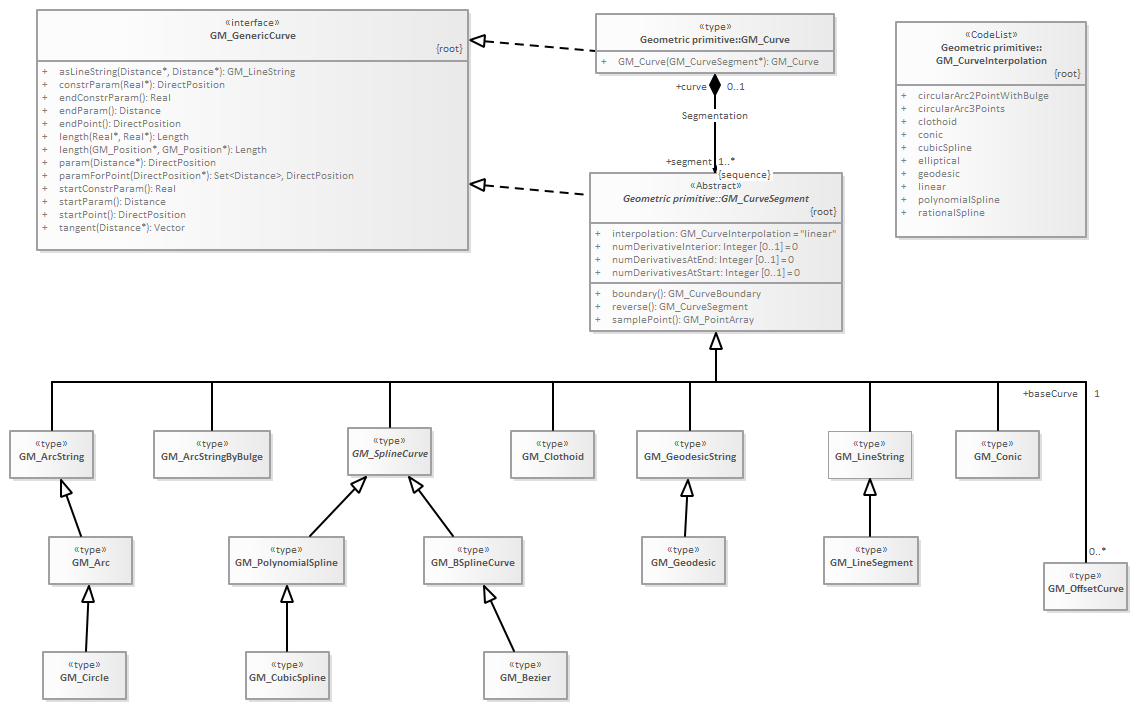 «interface»
GM_GenericCurve
{root}
+ asLineString(Distance*, Distance*): GM_LineString
+ constrParam(Real*): DirectPosition
+ endConstrParam(): Real
+ endParam(): Distance
+ endPoint(): DirectPosition
+ length(Real*, Real*): Length
+ length(GM_Position*, GM_Position*): Length
+ param(Distance*): DirectPosition
+ paramForPoint(DirectPosition*): Set<Distance>, DirectPosition
+ startConstrParam(): Real
+ startParam(): Distance
+ startPoint(): DirectPosition
+ tangent(Distance*): Vector
«type»
Geometric primitive::GM_Curve
+ GM_Curve(GM_CurveSegment*): GM_Curve
+curve 0..1
Segmentation
+segment 1..*
{sequence}
«Abstract»
Geometric primitive::GM_CurveSegment
{root}
+ interpolation: GM_CurveInterpolation = "linear"
+ numDerivativeInterior: Integer [0..1] = 0
+ numDerivativesAtEnd: Integer [0..1] = 0
+ numDerivativesAtStart: Integer [0..1] = 0
+ boundary(): GM_CurveBoundary
+ reverse(): GM_CurveSegment
+ samplePoint(): GM_PointArray
«CodeList»
Geometric primitive::
GM_CurveInterpolation
{root}
+ circularArc2PointWithBulge
+ circularArc3Points
+ clothoid
+ conic
+ cubicSpline
+ elliptical
+ geodesic
+ linear
+ polynomialSpline
+ rationalSpline
+baseCurve 1
«type»
GM_ArcString
«type»
GM_ArcStringByBulge
«type»
GM_SplineCurve
«type»
GM_Clothoid
«type»
GM_GeodesicString
«type»
GM_LineString
«type»
GM_Conic
«type»
GM_Arc
«type»
GM_PolynomialSpline
«type»
GM_BSplineCurve
«type»
GM_Geodesic
«type»
GM_LineSegment
0..*
«type»
GM_OffsetCurve
«type»
GM_Circle
«type»
GM_CubicSpline
«type»
GM_Bezier